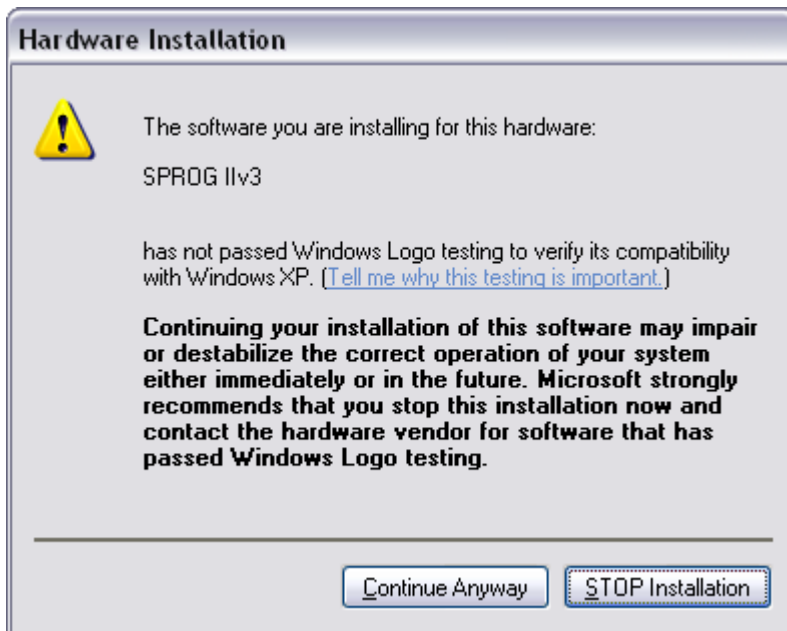 Hardware Installation
The software you are installing for this hardware:
SPROG IIv3
has not passed Windows Logo testing to verify its compatibility
with Windows XP. (Tell me why this testing is important.)
Continuing your installation of this software may impair
or destabilize the correct operation of your system
either immediately or in the future. Microsoft strongly
recommends that you stop this installation now and
contact the hardware vendor for software that has
passed Windows Logo testing.
Continue Anyway STOP Installation